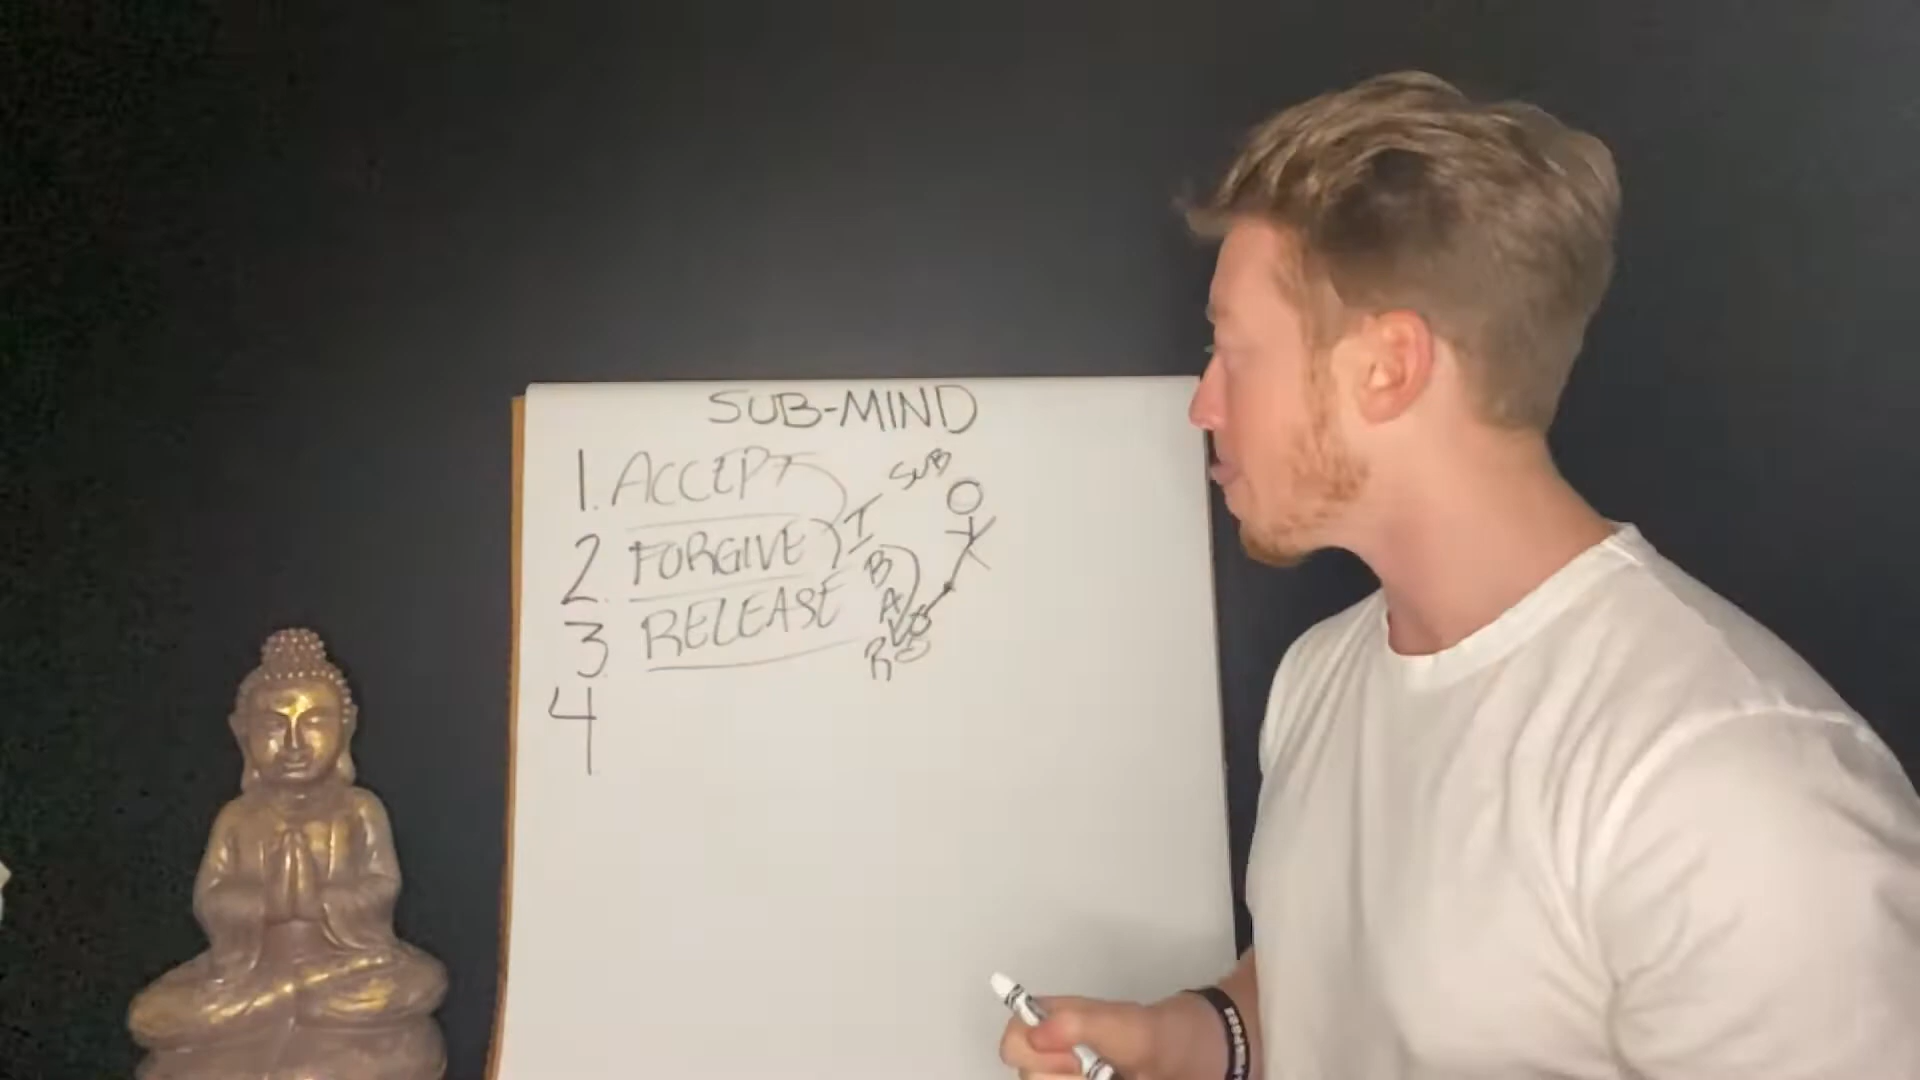 SUB-MIND
1. ACCEPT
SUB
2. FORGIVE
I
3. RELEASE
B
A
R
4